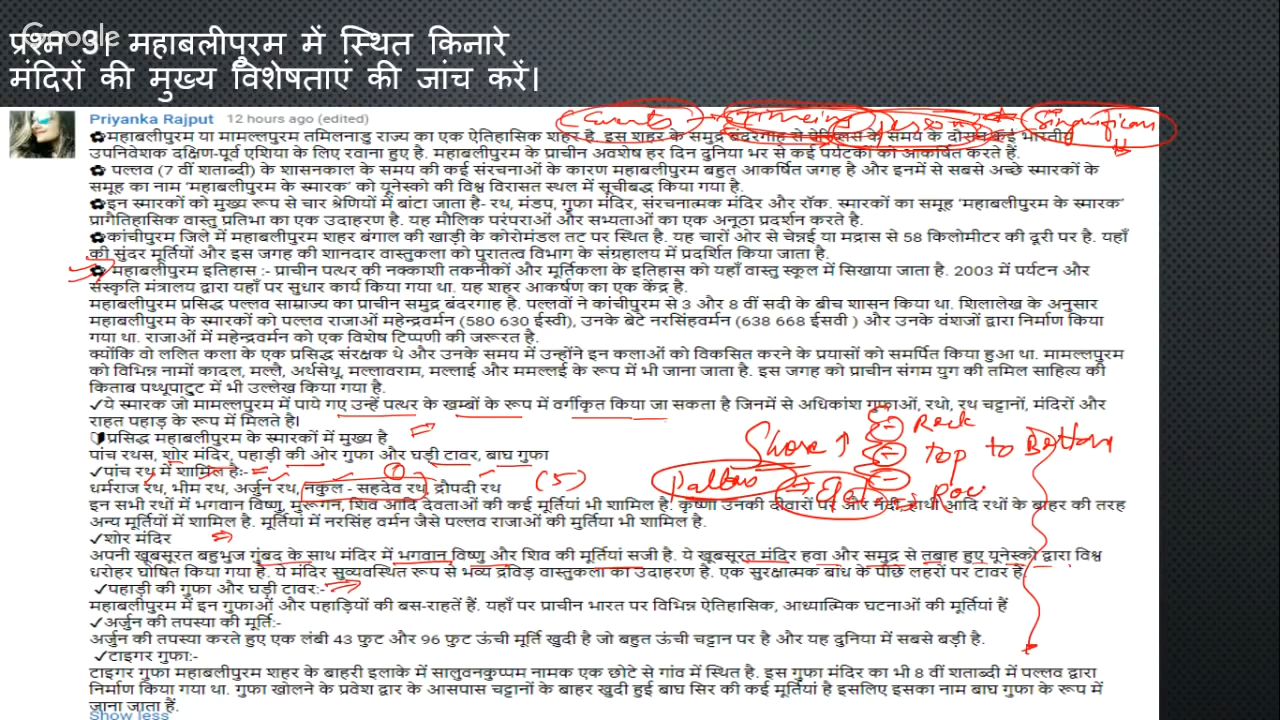 Google
प्रश्न 3। महाबलीपुरम में स्थित किनारे
मंदिरों की मुख्य विशेषताएं की जांच करें।
Priyanka Rajput 12 hours ago (edited)
Events
✿महाबलीपुरम या मामल्लपुरम तमिलनाडु राज्य का एक ऐतिहासिक शहर है. इस शहर के समुद्र बंदरगाह से के समय के दौरान कई भारतीय
उपनिवेशक दक्षिण-पूर्व एशिया के लिए रवाना हुए है. महाबलीपुरम के प्राचीन अवशेष हर दिन दुनिया भर से कई पर्यटकों को आकर्षित करते हैं.
✿ पल्लव (7 वीं शताब्दी) के शासनकाल के समय की कई संरचनाओं के कारण महाबलीपुरम बहुत आकर्षित जगह है और इनमें से सबसे अच्छे स्मारकों के
समूह का नाम 'महाबलीपुरम के स्मारक' को यूनेस्को की विश्व विरासत स्थल में सूचीबद्ध किया गया है.
✿इन स्मारकों को मुख्य रूप से चार श्रेणियों में बांटा जाता है- रथ, मंडप, गुफा मंदिर, संरचनात्मक मंदिर और रॉक. स्मारकों का समूह 'महाबलीपुरम के स्मारक'
प्रागैतिहासिक वास्तु प्रतिभा का एक उदाहरण है. यह मौलिक परंपराओं और सभ्यताओं का एक अनूठा प्रदर्शन करते है.
✿कांचीपुरम जिले में महाबलीपुरम शहर बंगाल की खाड़ी के कोरोमंडल तट पर स्थित है. यह चारों ओर से चेन्नई या मद्रास से 58 किलोमीटर की दूरी पर है. यहाँ
की सुंदर मूर्तियों और इस जगह की शानदार वास्तुकला को पुरातत्व विभाग के संग्रहालय में प्रदर्शित किया जाता है.
✿ महाबलीपुरम इतिहास :- प्राचीन पत्थर की नक्काशी तकनीकों और मूर्तिकला के इतिहास को यहाँ वास्तु स्कूल में सिखाया जाता है. 2003 में पर्यटन और
संस्कृति मंत्रालय द्वारा यहाँ पर सुधार कार्य किया गया था. यह शहर आकर्षण का एक केंद्र है.
महाबलीपुरम प्रसिद्ध पल्लव साम्राज्य का प्राचीन समुद्र बंदरगाह है. पल्लवों ने कांचीपुरम से 3 और 8 वीं सदी के बीच शासन किया था. शिलालेख के अनुसार
महाबलीपुरम के स्मारकों को पल्लव राजाओं महेन्द्रवर्मन (580 630 ईस्वी), उनके बेटे नरसिंहवर्मन (638 668 ईसवी ) और उनके वंशजों द्वारा निर्माण किया
गया था. राजाओं में महेन्द्रवर्मन को एक विशेष टिप्पणी की जरूरत है.
क्योंकि वो ललित कला के एक प्रसिद्ध संरक्षक थे और उनके समय में उन्होंने इन कलाओं को विकसित करने के प्रयासों को समर्पित किया हुआ था. मामल्लपुरम
को विभिन्न नामों कादल, मल्लै, अर्थसेथू, मल्लावराम, मल्लाई और ममल्लई के रूप में भी जाना जाता है. इस जगह को प्राचीन संगम युग की तमिल साहित्य की
किताब पथ्थूपाटुट में भी उल्लेख किया गया है.
✓ये स्मारक जो मामल्लपुरम में पाये गए उन्हें पत्थर के खम्बों के रूप में वर्गीकृत किया जा सकता है जिनमें से अधिकांश गुफाओं, रथो, रथ चट्टानों, मंदिरों और
राहत पहाड़ के रूप में मिलते है।
Rock
प्रसिद्ध महाबलीपुरम के स्मारकों में मुख्य है
Shore top to Bottom
पांच रथस, शोर मंदिर, पहाड़ी की ओर गुफा और घड़ी टावर, बाघ गुफा
✓पांच रथ में शामिल है:-
① (5)
धर्मराज रथ, भीम रथ, अर्जुन रथ, नकुल - सहदेव रथ, द्रौपदी रथ
इन सभी रथों में भगवान विष्णु, मुरूगन, शिव आदि देवताओं की कई मूर्तियां भी शामिल है. कृष्णा उनकी दीवारों पर और नंदी, हाथी आदि रथों के बाहर की तरह
अन्य मूर्तियों में शामिल है. मूर्तियों में नरसिंह वर्मन जैसे पल्लव राजाओं की मुर्तिया भी शामिल है.
✓शोर मंदिर
अपनी खूबसूरत बहुभुज गुंबद के साथ मंदिर में भगवान विष्णु और शिव की मूर्तियां सजी है. ये खूबसूरत मंदिर हवा और समुद्र से तबाह हुए यूनेस्को द्वारा विश्व
धरोहर घोषित किया गया है. ये मंदिर सुव्यवस्थित रूप से भव्य द्रविड़ वास्तुकला का उदाहरण है. एक सुरक्षात्मक बांध के पीछे लहरों पर टावर है.
✓पहाड़ी की गुफा और घड़ी टावर:-
महाबलीपुरम में इन गुफाओं और पहाड़ियों की बस-राहतें हैं. यहाँ पर प्राचीन भारत पर विभिन्न ऐतिहासिक, आध्यात्मिक घटनाओं की मूर्तियां हैं
✓अर्जुन की तपस्या की मूर्ति:-
अर्जुन की तपस्या करते हुए एक लंबी 43 फुट और 96 फुट ऊंची मूर्ति खुदी है जो बहुत ऊंची चट्टान पर है और यह दुनिया में सबसे बड़ी है.
✓टाइगर गुफा:-
टाइगर गुफा महाबलीपुरम शहर के बाहरी इलाके में सालुवनकुप्पम नामक एक छोटे से गांव में स्थित है. इस गुफा मंदिर का भी 8 वीं शताब्दी में पल्लव द्वारा
निर्माण किया गया था. गुफा खोलने के प्रवेश द्वार के आसपास चट्टानों के बाहर खुदी हुई बाघ सिर की कई मूर्तियां है इसलिए इसका नाम बाघ गुफा के रूप में
जाना जाता हैं.
Show less